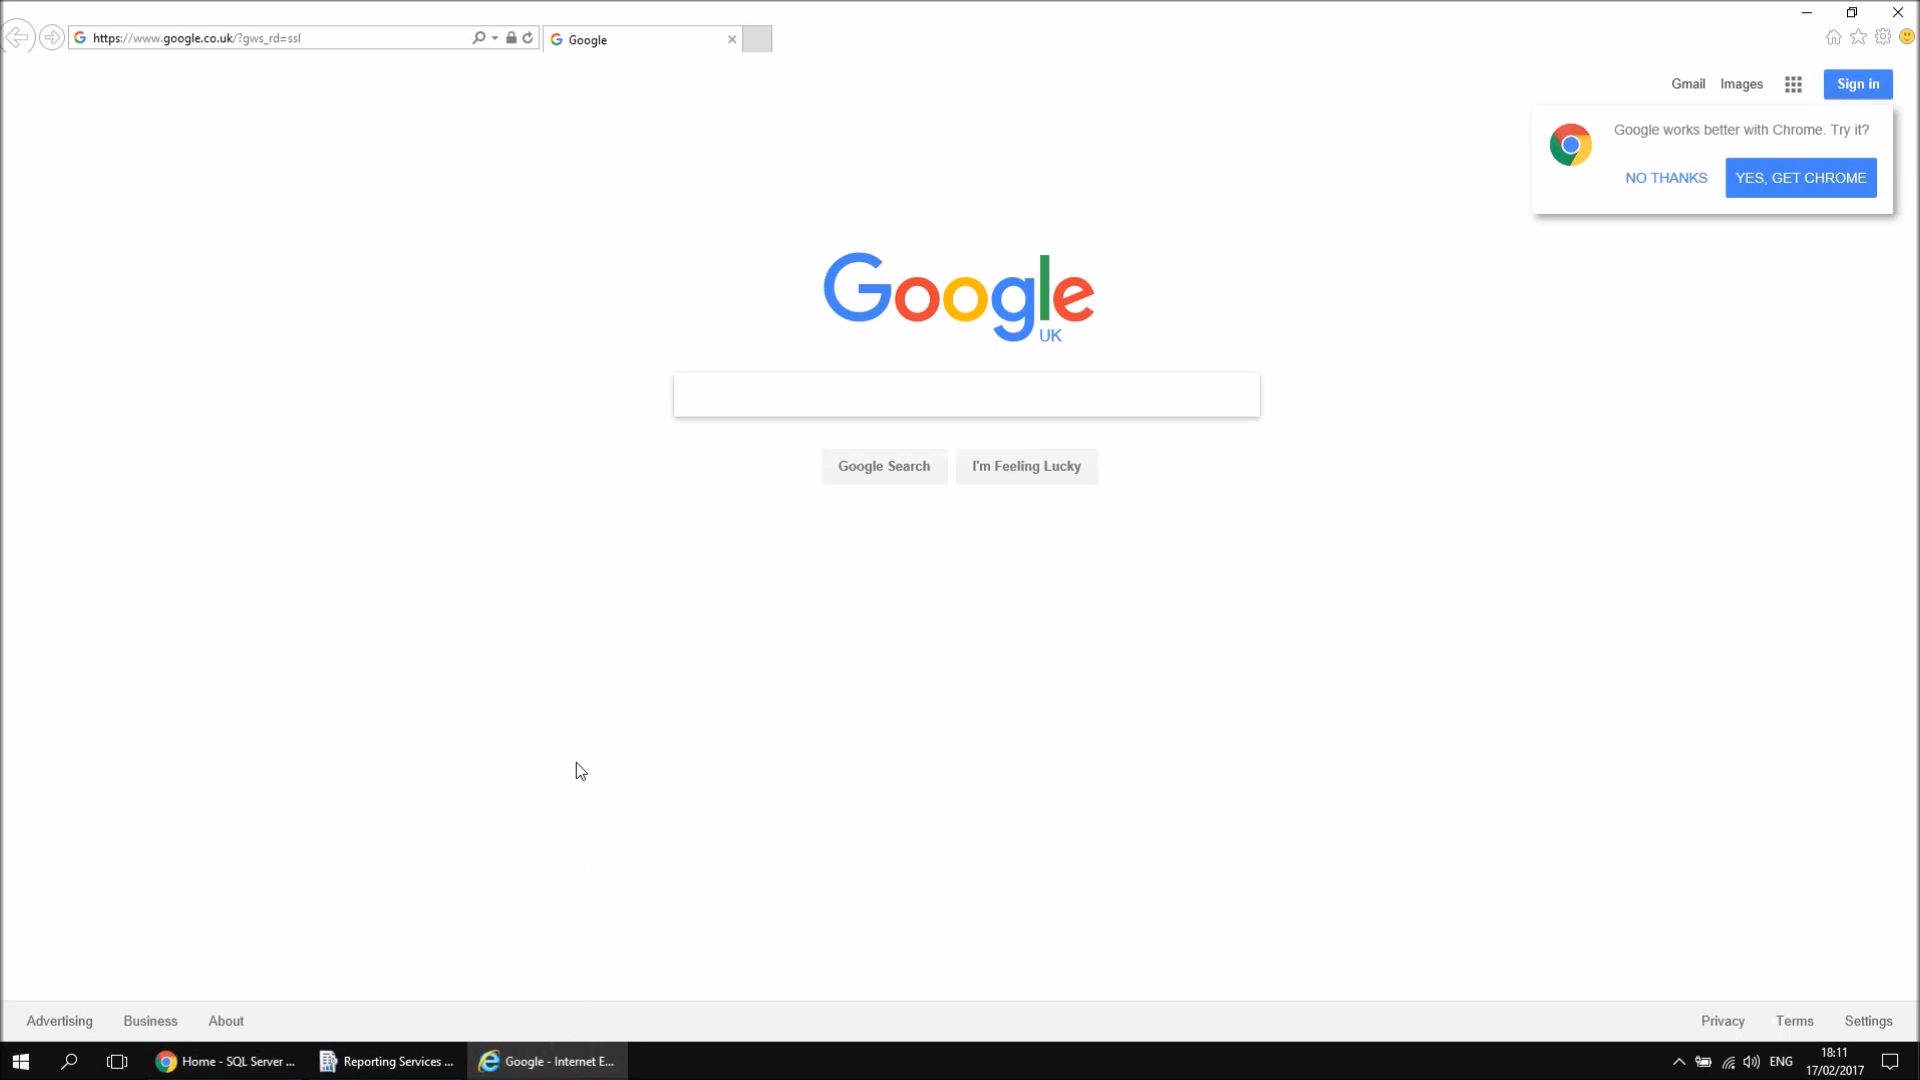 https://www.google.co.uk/?gws_rd=ssl
Google
Gmail Images Sign in
Google works better with Chrome. Try it?
NO THANKS YES, GET CHROME
Google
UK
Google Search I'm Feeling Lucky
Advertising Business About Privacy Terms Settings
Home - SQL Server ... Reporting Services ... Google - Internet E... ENG 18:11
17/02/2017